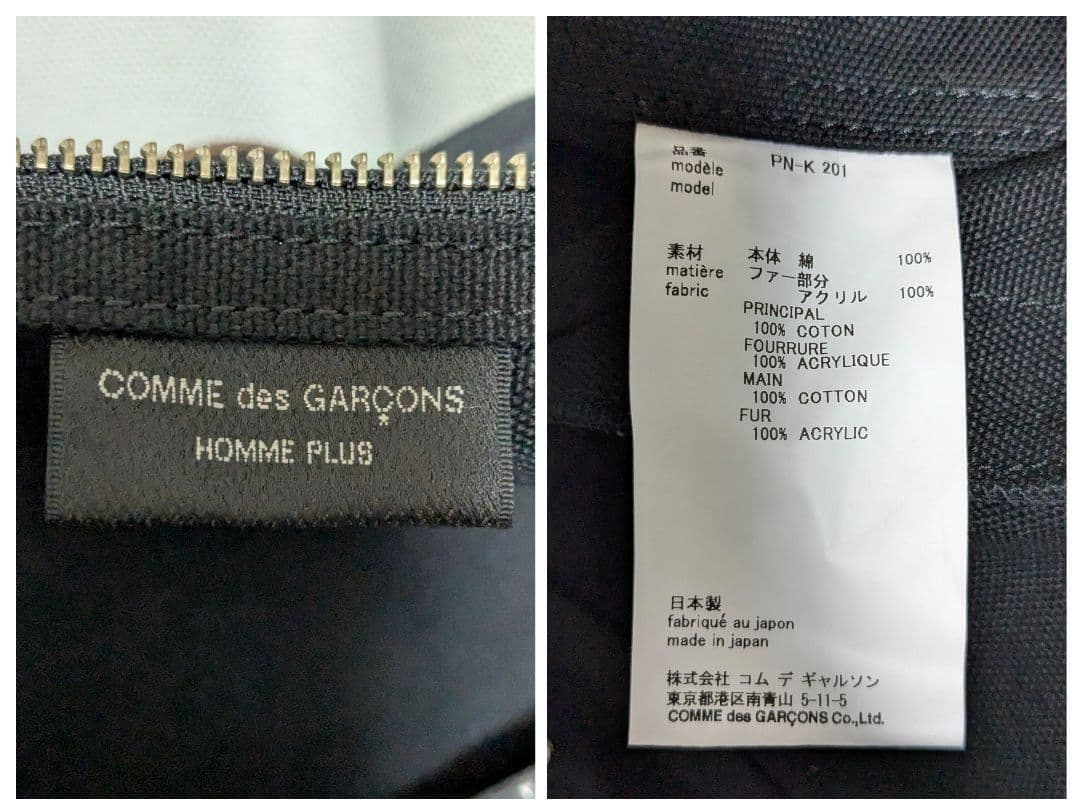 COMME des GARÇONS
HOMME PLUS
品番 PN-K 201
modèle
model
素材 本体 綿 100%
matière ファー部分
fabric アクリル 100%
PRINCIPAL
100% COTON
FOURRURE
100% ACRYLIQUE
MAIN
100% COTTON
FUR
100% ACRYLIC
日本製
fabriqué au japon
made in japan
株式会社 コム デ ギャルソン
東京都港区南青山 5-11-5
COMME des GARÇONS Co.,Ltd.